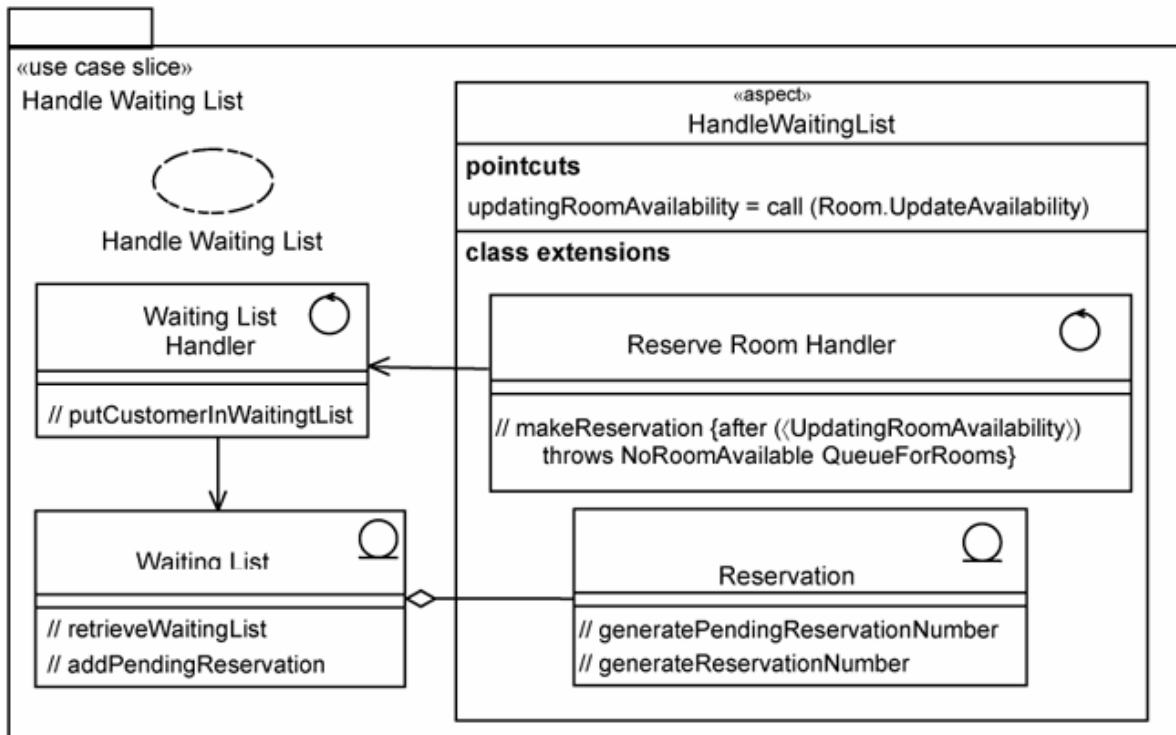 «use case slice»
Handle Waiting List
Handle Waiting List
Waiting List
Handler
// putCustomerInWaitingtList
Waiting List
// retrieveWaitingList
// addPendingReservation
«aspect»
HandleWaitingList
pointcuts
updatingRoomAvailability = call (Room.UpdateAvailability)
class extensions
Reserve Room Handler
// makeReservation {after (⟨UpdatingRoomAvailability⟩)
throws NoRoomAvailable QueueForRooms}
Reservation
// generatePendingReservationNumber
// generateReservationNumber